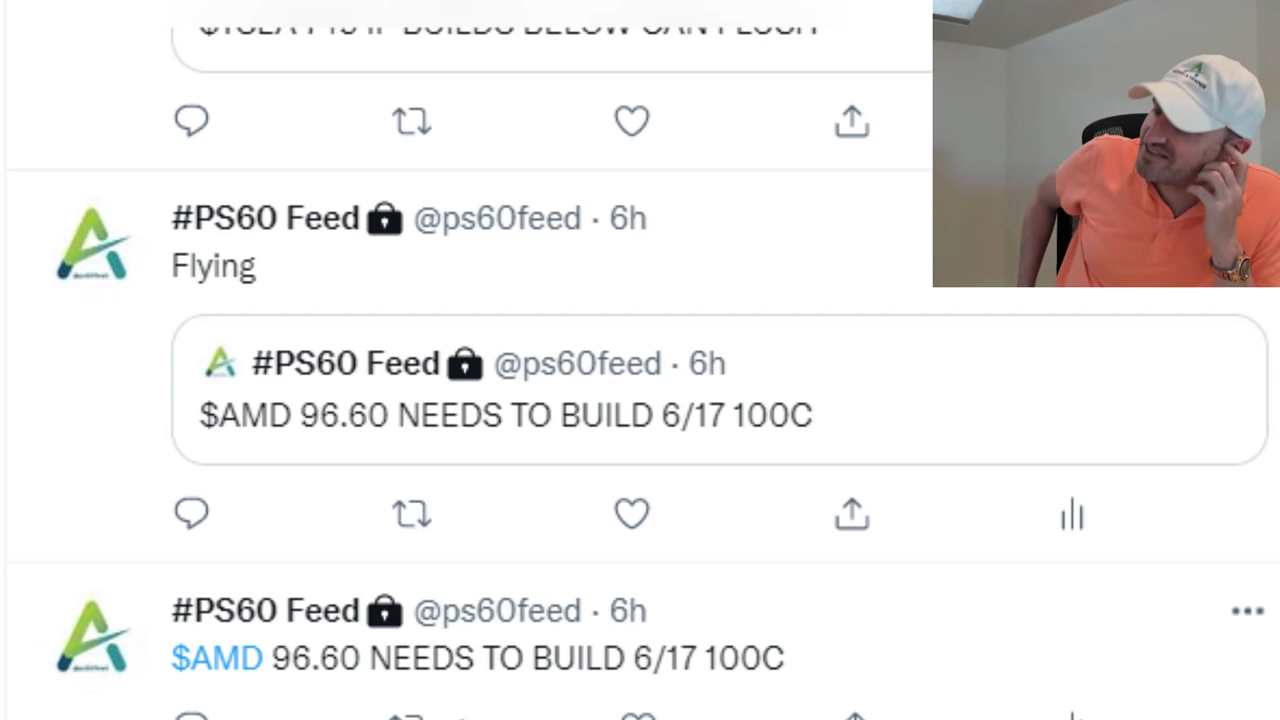 #PS60 Feed @ps60feed · 6h
Flying
#PS60 Feed @ps60feed · 6h
$AMD 96.60 NEEDS TO BUILD 6/17 100C
#PS60 Feed @ps60feed · 6h
$AMD 96.60 NEEDS TO BUILD 6/17 100C